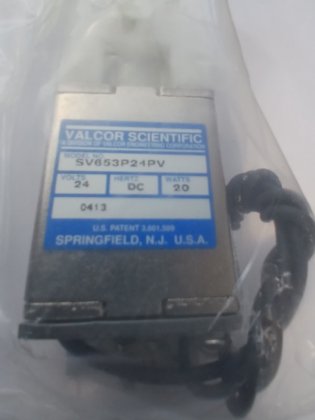 VALCOR SCIENTIFIC
A DIVISION OF VALCOR ENGINEERING CORPORATION
MODEL NO.
SV653P24PV
VOLTS HERTZ WATTS
24 DC 20
0413
U.S. PATENT 3,661,509
SPRINGFIELD, N.J. U.S.A.